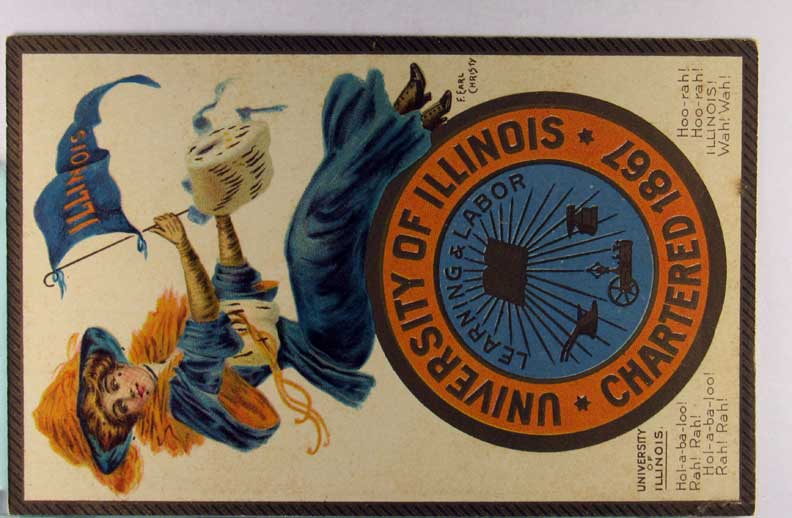 ILLINOIS
F. EARL
CHRISTY
UNIVERSITY OF ILLINOIS * CHARTERED 1867 *
LEARNING & LABOR
UNIVERSITY
OF
ILLINOIS.
Hol-a-ba-loo!
Rah! Rah!
Hol-a-ba-loo!
Rah! Rah!
Hoo-rah!
Hoo-rah!
ILLINOIS!
Wah! Wah!